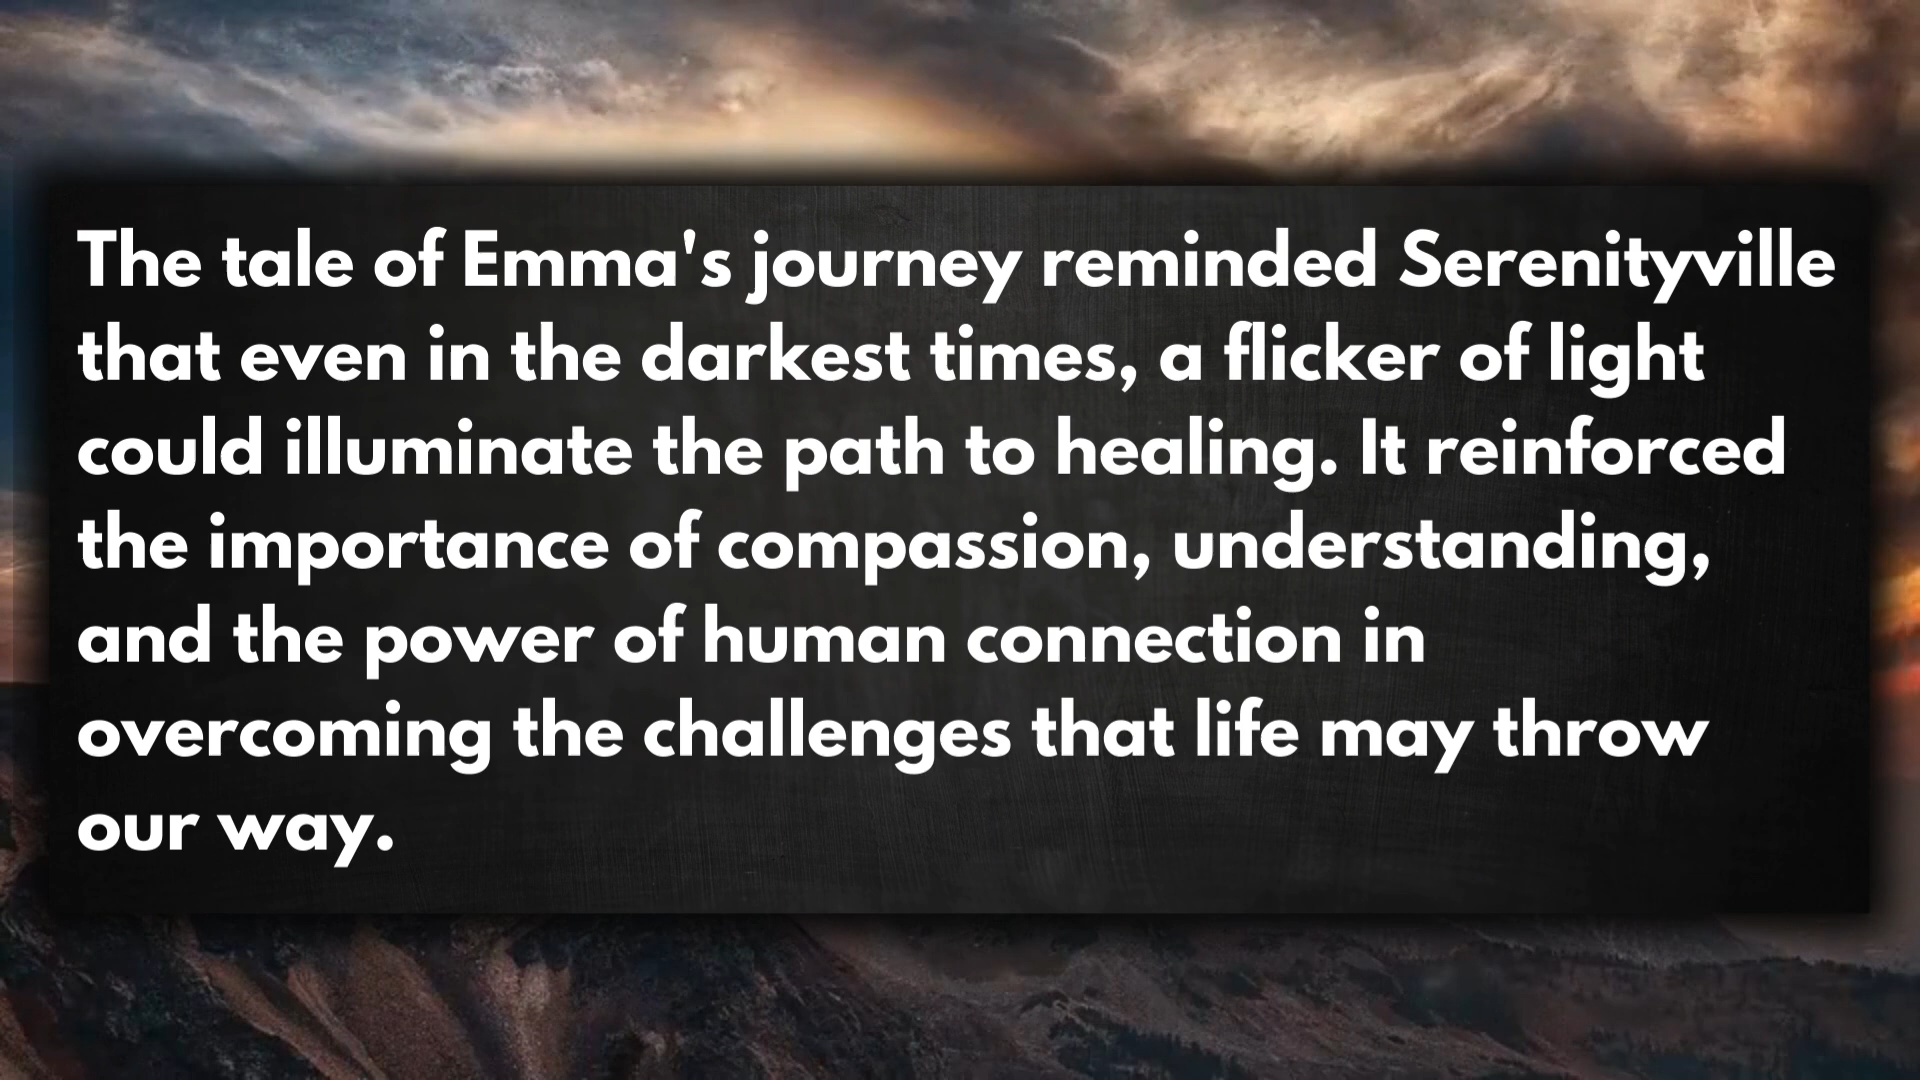 The tale of Emma's journey reminded Serenityville
that even in the darkest times, a flicker of light
could illuminate the path to healing. It reinforced
the importance of compassion, understanding,
and the power of human connection in
overcoming the challenges that life may throw
our way.